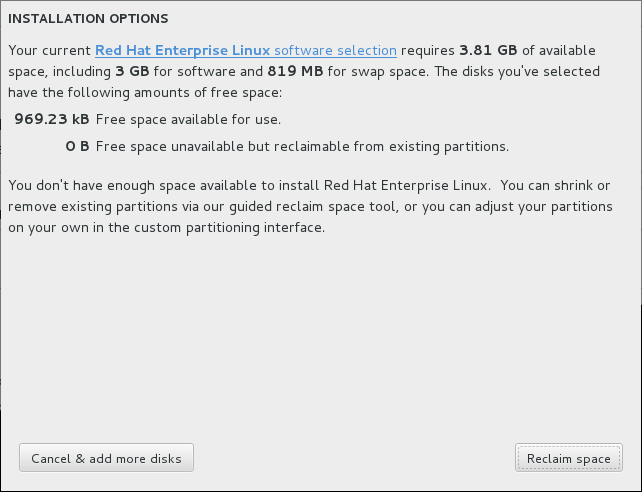 INSTALLATION OPTIONS
Your current Red Hat Enterprise Linux software selection requires 3.81 GB of available
space, including 3 GB for software and 819 MB for swap space. The disks you've selected
have the following amounts of free space:
969.23 kB Free space available for use.
0 B Free space unavailable but reclaimable from existing partitions.
You don't have enough space available to install Red Hat Enterprise Linux. You can shrink or
remove existing partitions via our guided reclaim space tool, or you can adjust your partitions
on your own in the custom partitioning interface.
Cancel & add more disks
Reclaim space